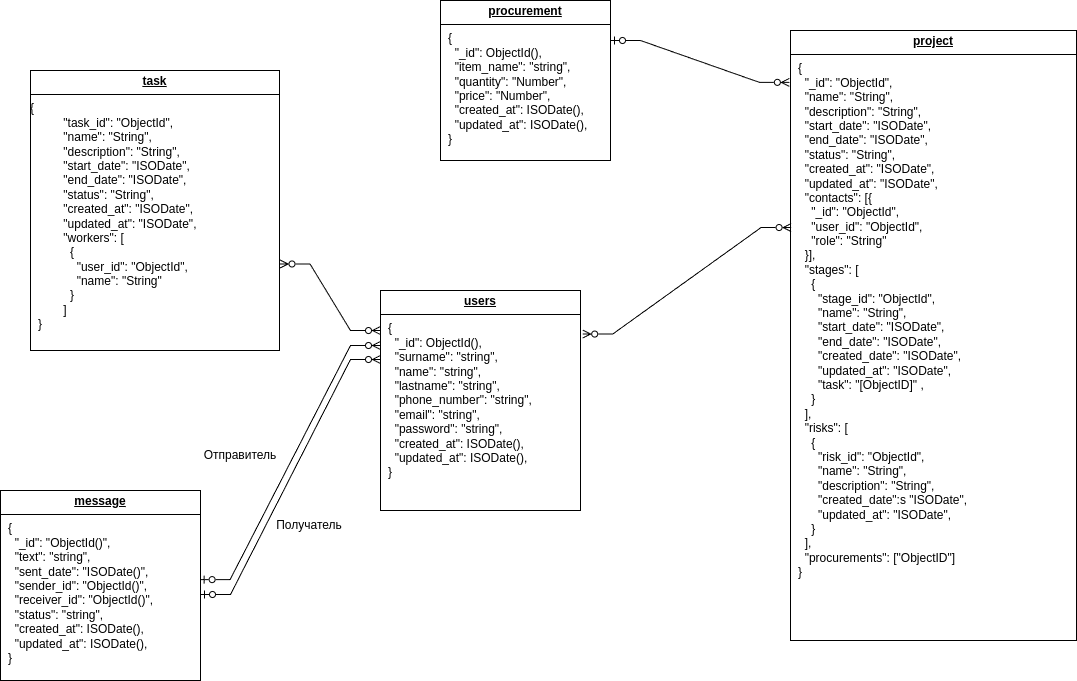 procurement
{
"_id": ObjectId(),
"item_name": "string",
"quantity": "Number",
"price": "Number",
"created_at": ISODate(),
"updated_at": ISODate(),
}
project
{
"_id": "ObjectId",
"name": "String",
"description": "String",
"start_date": "ISODate",
"end_date": "ISODate",
"status": "String",
"created_at": "ISODate",
"updated_at": "ISODate",
"contacts": [{
"_id": "ObjectId",
"user_id": "ObjectId",
"role": "String"
}],
"stages": [
{
"stage_id": "ObjectId",
"name": "String",
"start_date": "ISODate",
"end_date": "ISODate",
"created_date": "ISODate",
"updated_at": "ISODate",
"task": "[ObjectID]" ,
}
],
"risks": [
{
"risk_id": "ObjectId",
"name": "String",
"description": "String",
"created_date":s "ISODate",
"updated_at": "ISODate",
}
],
"procurements": ["ObjectID"]
}
task
{
"task_id": "ObjectId",
"name": "String",
"description": "String",
"start_date": "ISODate",
"end_date": "ISODate",
"status": "String",
"created_at": "ISODate",
"updated_at": "ISODate",
"workers": [
{
"user_id": "ObjectId",
"name": "String"
}
]
}
users
{
"_id": ObjectId(),
"surname": "string",
"name": "string",
"lastname": "string",
"phone_number": "string",
"email": "string",
"password": "string",
"created_at": ISODate(),
"updated_at": ISODate(),
}
Отправитель
Получатель
message
{
"_id": "ObjectId()",
"text": "string",
"sent_date": "ISODate()",
"sender_id": "ObjectId()",
"receiver_id": "ObjectId()",
"status": "string",
"created_at": ISODate(),
"updated_at": ISODate(),
}